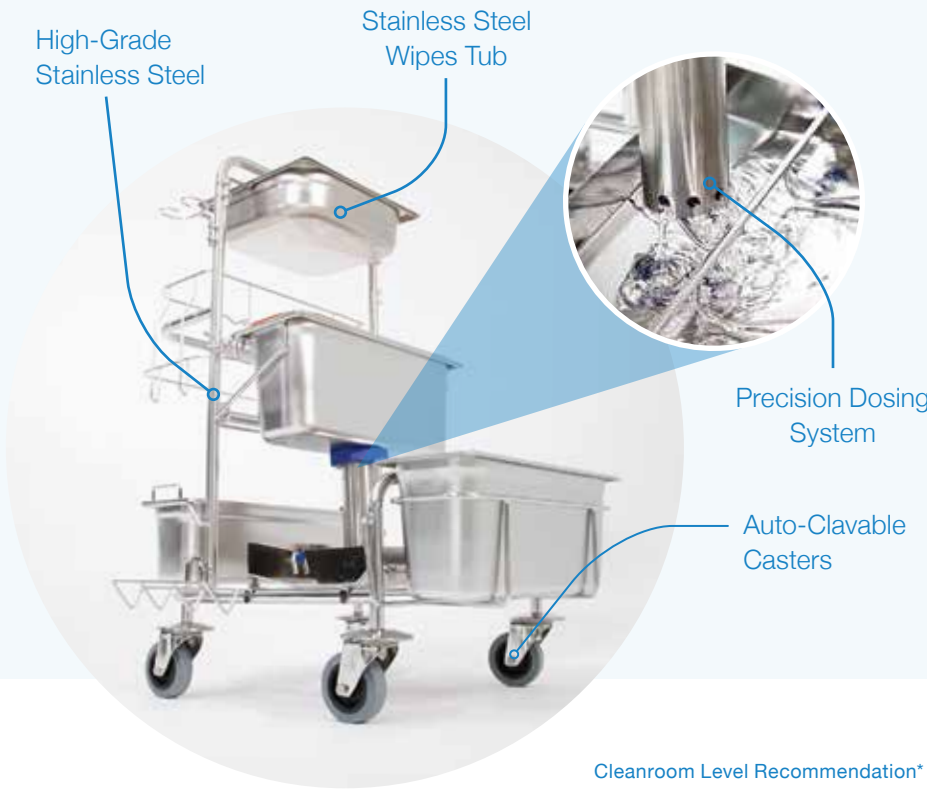 High-Grade
Stainless Steel
Stainless Steel
Wipes Tub
Precision Dosing
System
Auto-Clavable
Casters
Cleanroom Level Recommendation*